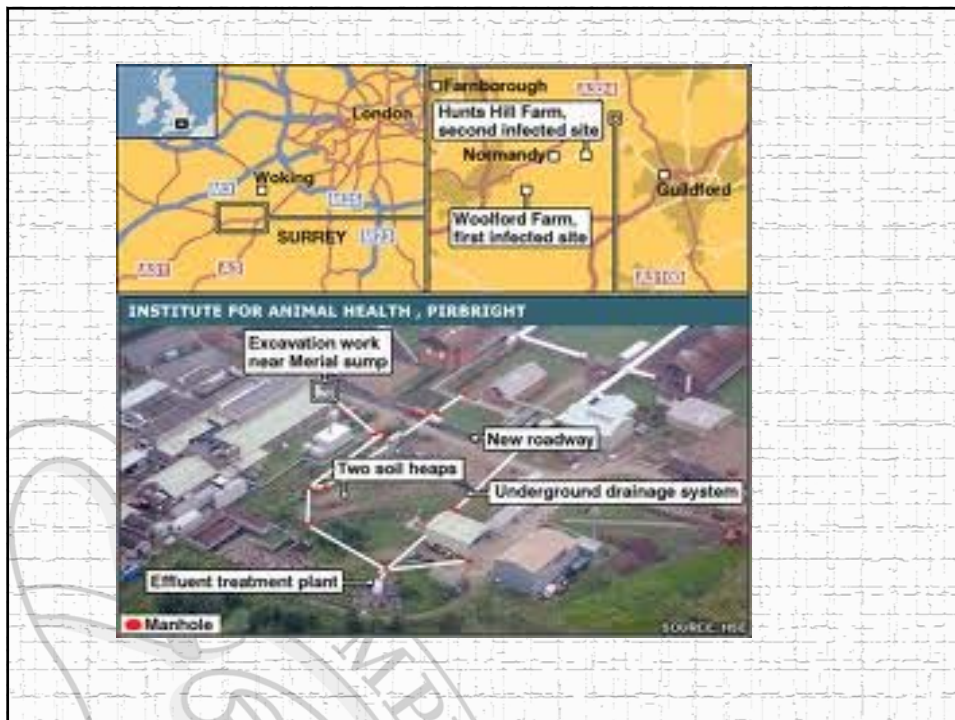 London
Woking
SURREY
Farnborough
Hunts Hill Farm,
second infected site
Normandy
Guildford
Woolford Farm,
first infected site
INSTITUTE FOR ANIMAL HEALTH , PIRBRIGHT
Excavation work
near Merial sump
New roadway
Two soil heaps
Underground drainage system
Effluent treatment plant
Manhole
SOURCE: HSE